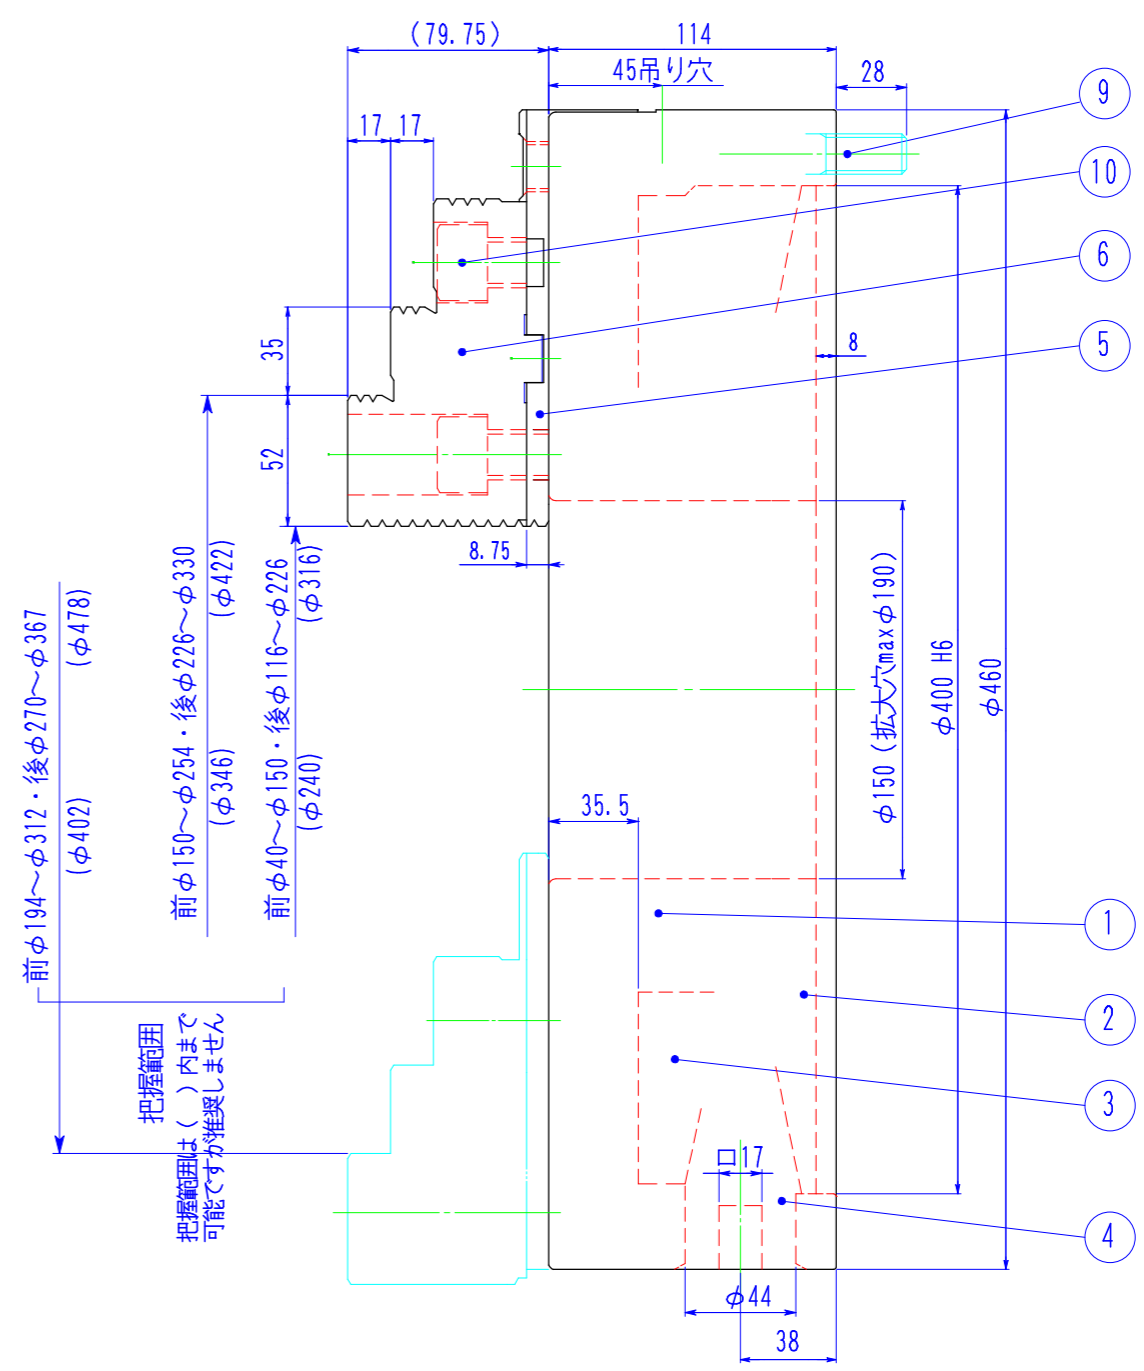 (79.75)
114
45吊り穴
28
9
17
17
10
6
35
8
5
52
8.75
前φ194～φ312・後φ270～φ367
(φ402)
(φ478)
前φ150～φ254・後φ226～φ330
(φ346)
(φ422)
前φ40～φ150・後φ116～φ226
(φ240)
(φ316)
φ150(拡大穴maxφ190)
φ400 H6
φ460
35.5
1
2
3
把握範囲
把握範囲は( )内まで
可能ですが推奨しません
口17
4
φ44
38